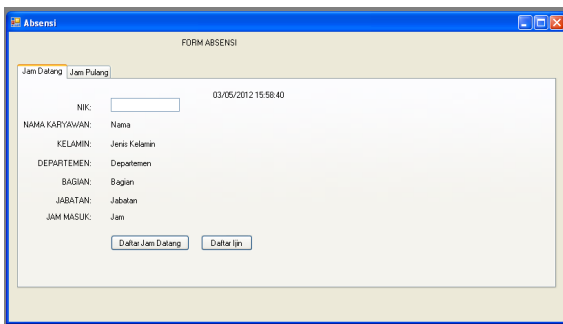 Absensi
FORM ABSENSI
Jam Datang Jam Pulang
03/05/2012 15:58:40
NIK:
NAMA KARYAWAN: Nama
KELAMIN: Jenis Kelamin
DEPARTEMEN: Departemen
BAGIAN: Bagian
JABATAN: Jabatan
JAM MASUK: Jam
Daftar Jam Datang Daftar Ijin